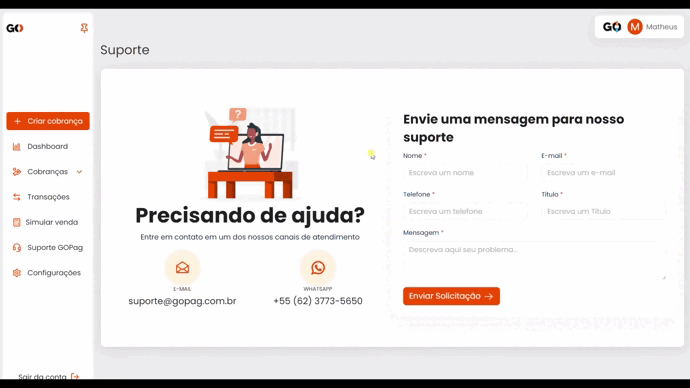 GO
GO M Matheus
Suporte
+ Criar cobrança
Dashboard
Cobranças
Transações
Simular venda
Suporte GOPag
Configurações
Sair da conta
?
Precisando de ajuda?
Entre em contato em um dos nossos canais de atendimento
E-MAIL
suporte@gopag.com.br
WHATSAPP
+55 (62) 3773-5650
Envie uma mensagem para nosso
suporte
Nome * E-mail *
Escreva um nome Escreva um e-mail
Telefone * Título *
Escreva um telefone Escreva um Título
Mensagem *
Descreva aqui seu problema...
Enviar Solicitação →